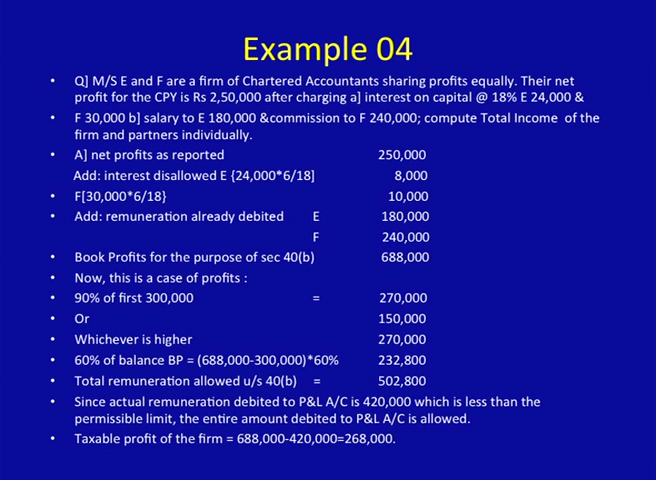 Example 04
• Q] M/S E and F are a firm of Chartered Accountants sharing profits equally. Their net
profit for the CPY is Rs 2,50,000 after charging a] interest on capital @ 18% E 24,000 &
• F 30,000 b] salary to E 180,000 &commission to F 240,000; compute Total Income of the
firm and partners individually.
• A] net profits as reported 250,000
Add: interest disallowed E {24,000*6/18] 8,000
• F[30,000*6/18} 10,000
• Add: remuneration already debited E 180,000
F 240,000
• Book Profits for the purpose of sec 40(b) 688,000
• Now, this is a case of profits :
• 90% of first 300,000 = 270,000
• Or 150,000
• Whichever is higher 270,000
• 60% of balance BP = (688,000-300,000)*60% 232,800
• Total remuneration allowed u/s 40(b) = 502,800
• Since actual remuneration debited to P&L A/C is 420,000 which is less than the
permissible limit, the entire amount debited to P&L A/C is allowed.
• Taxable profit of the firm = 688,000-420,000=268,000.